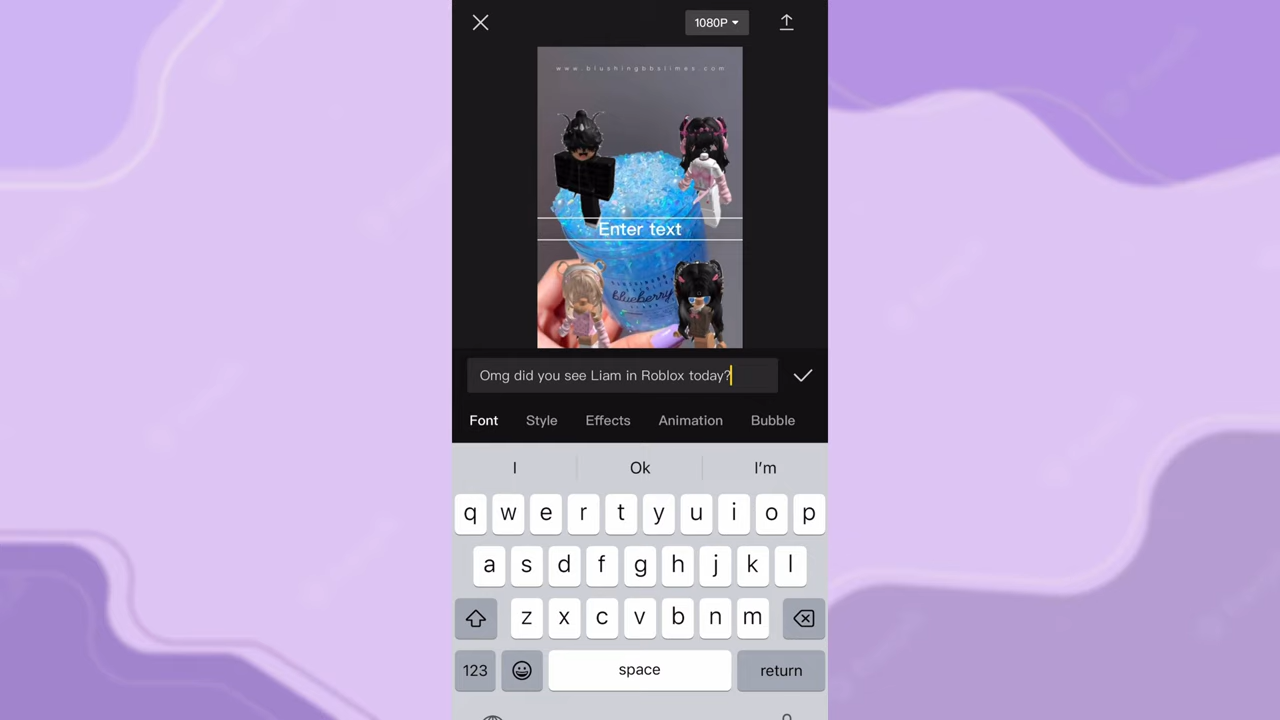 1080P
www.blushingbbslimes.com
Enter text
blueberry
Omg did you see Liam in Roblox today?
Font Style Effects Animation Bubble
I Ok I'm
q w e r t y u i o p
a s d f g h j k l
z x c v b n m
123 space return